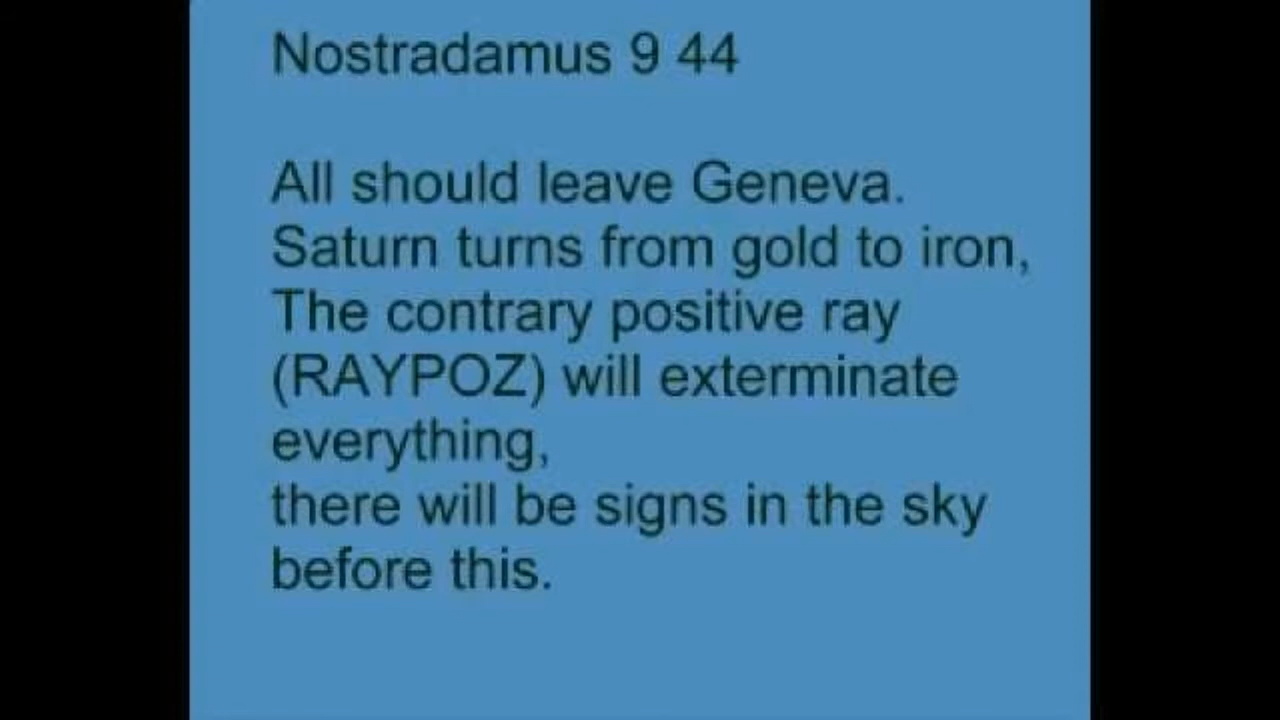 Nostradamus 9 44
All should leave Geneva.
Saturn turns from gold to iron,
The contrary positive ray
(RAYPOZ) will exterminate
everything,
there will be signs in the sky
before this.